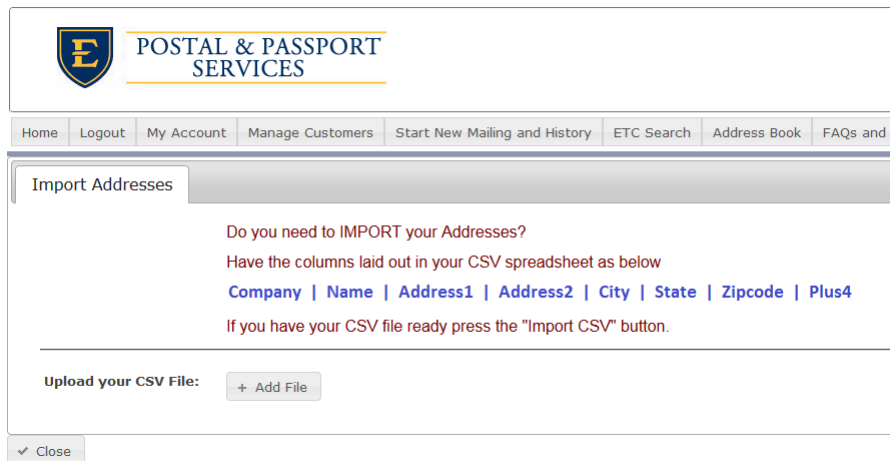 E
POSTAL & PASSPORT
SERVICES
Home Logout My Account Manage Customers Start New Mailing and History ETC Search Address Book FAQs and
Import Addresses
Do you need to IMPORT your Addresses?
Have the columns laid out in your CSV spreadsheet as below
Company | Name | Address1 | Address2 | City | State | Zipcode | Plus4
If you have your CSV file ready press the "Import CSV" button.
Upload your CSV File: + Add File
Close